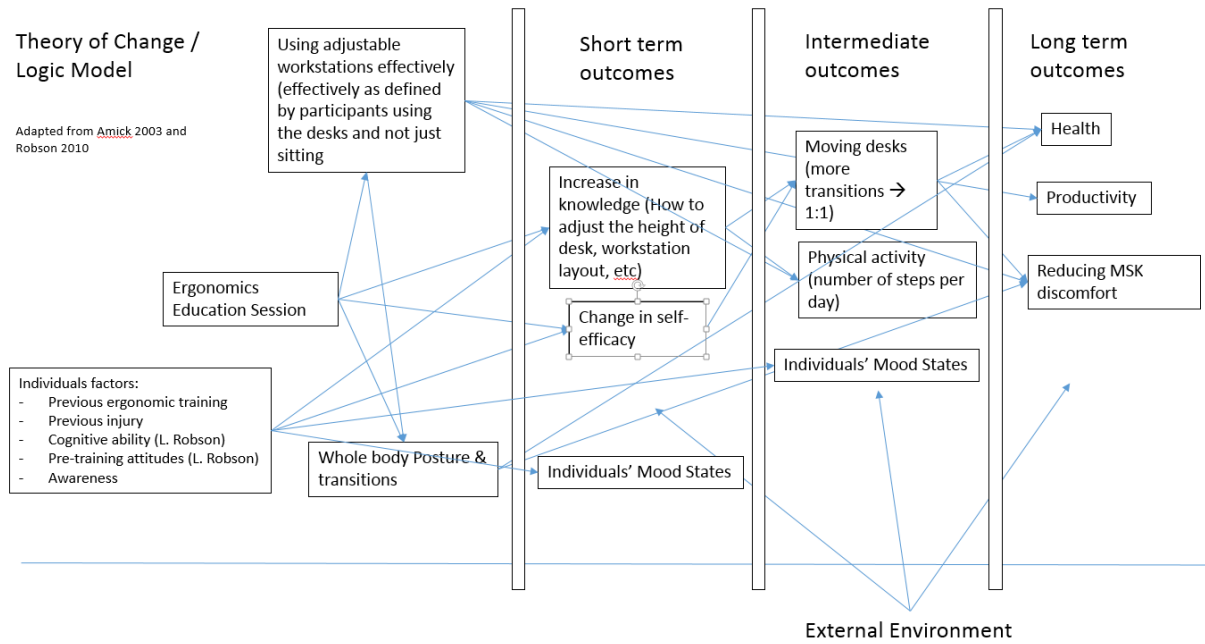 Theory of Change /
Logic Model
Adapted from Amick 2003 and
Robson 2010
Using adjustable
workstations effectively
(effectively as defined
by participants using
the desks and not just
sitting
Ergonomics
Education Session
Individuals factors:
- Previous ergonomic training
- Previous injury
- Cognitive ability (L. Robson)
- Pre-training attitudes (L. Robson)
- Awareness
Whole body Posture &
transitions
Short term
outcomes
Increase in
knowledge (How to
adjust the height of
desk, workstation
layout, etc)
Change in self-
efficacy
Individuals’ Mood States
Intermediate
outcomes
Moving desks
(more
transitions →
1:1)
Physical activity
(number of steps per
day)
Individuals’ Mood States
Long term
outcomes
Health
Productivity
Reducing MSK
discomfort
External Environment